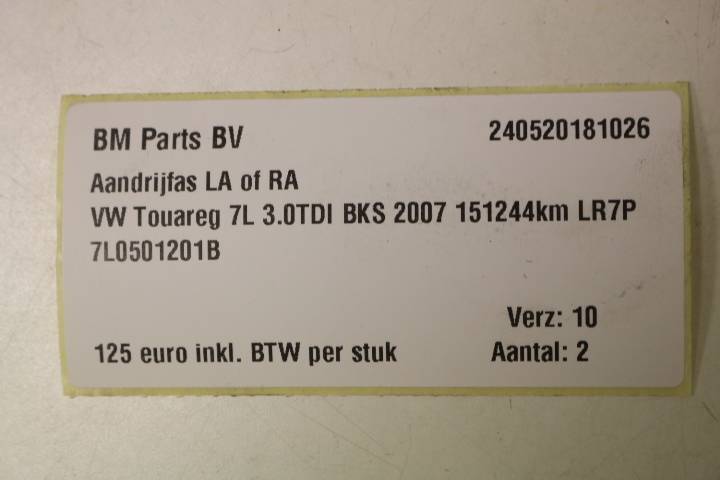 BM Parts BV 240520181026
Aandrijfas LA of RA
VW Touareg 7L 3.0TDI BKS 2007 151244km LR7P
7L0501201B
Verz: 10
125 euro inkl. BTW per stuk Aantal: 2